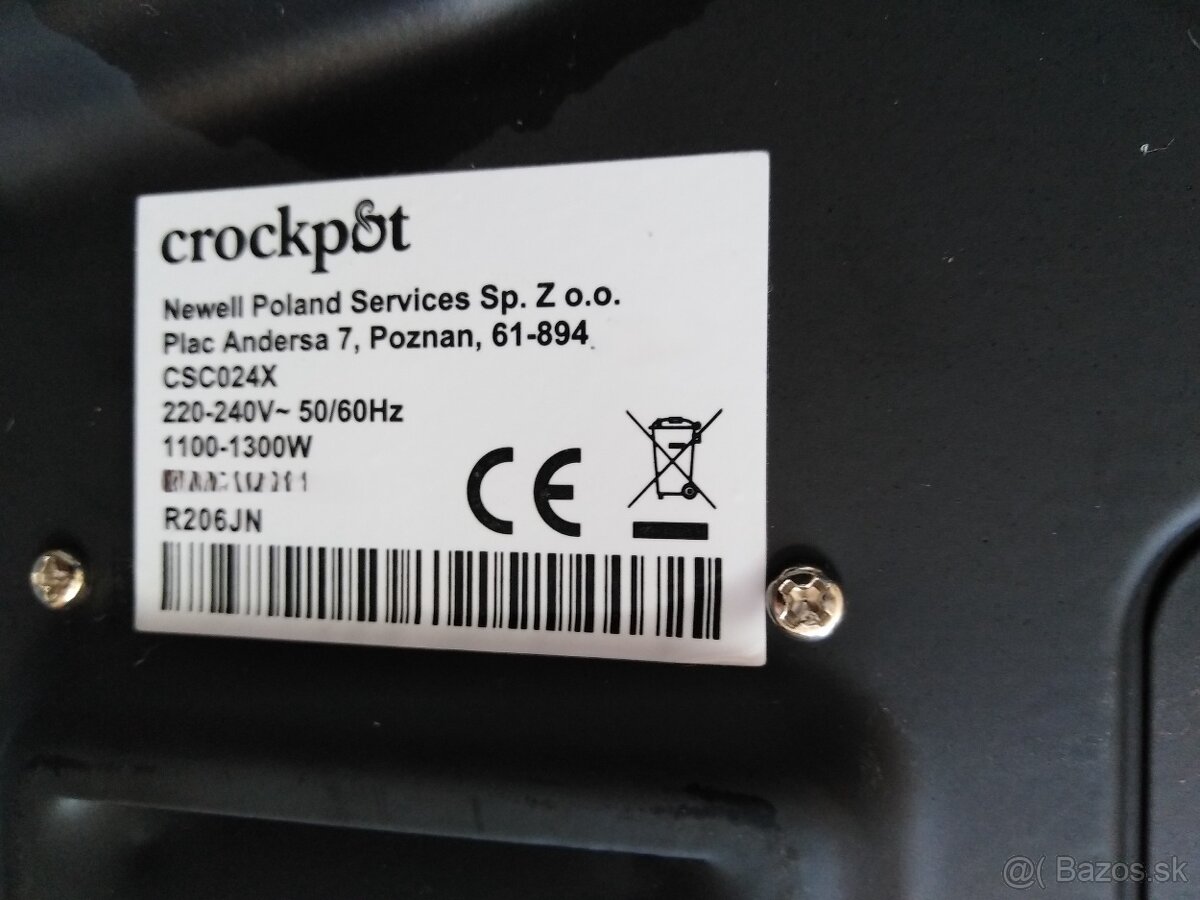 crockpot
Newell Poland Services Sp. Z o.o.
Plac Andersa 7, Poznan, 61-894
CSC024X
220-240V~ 50/60Hz
1100-1300W
R206JN
CE
@( Bazos.sk